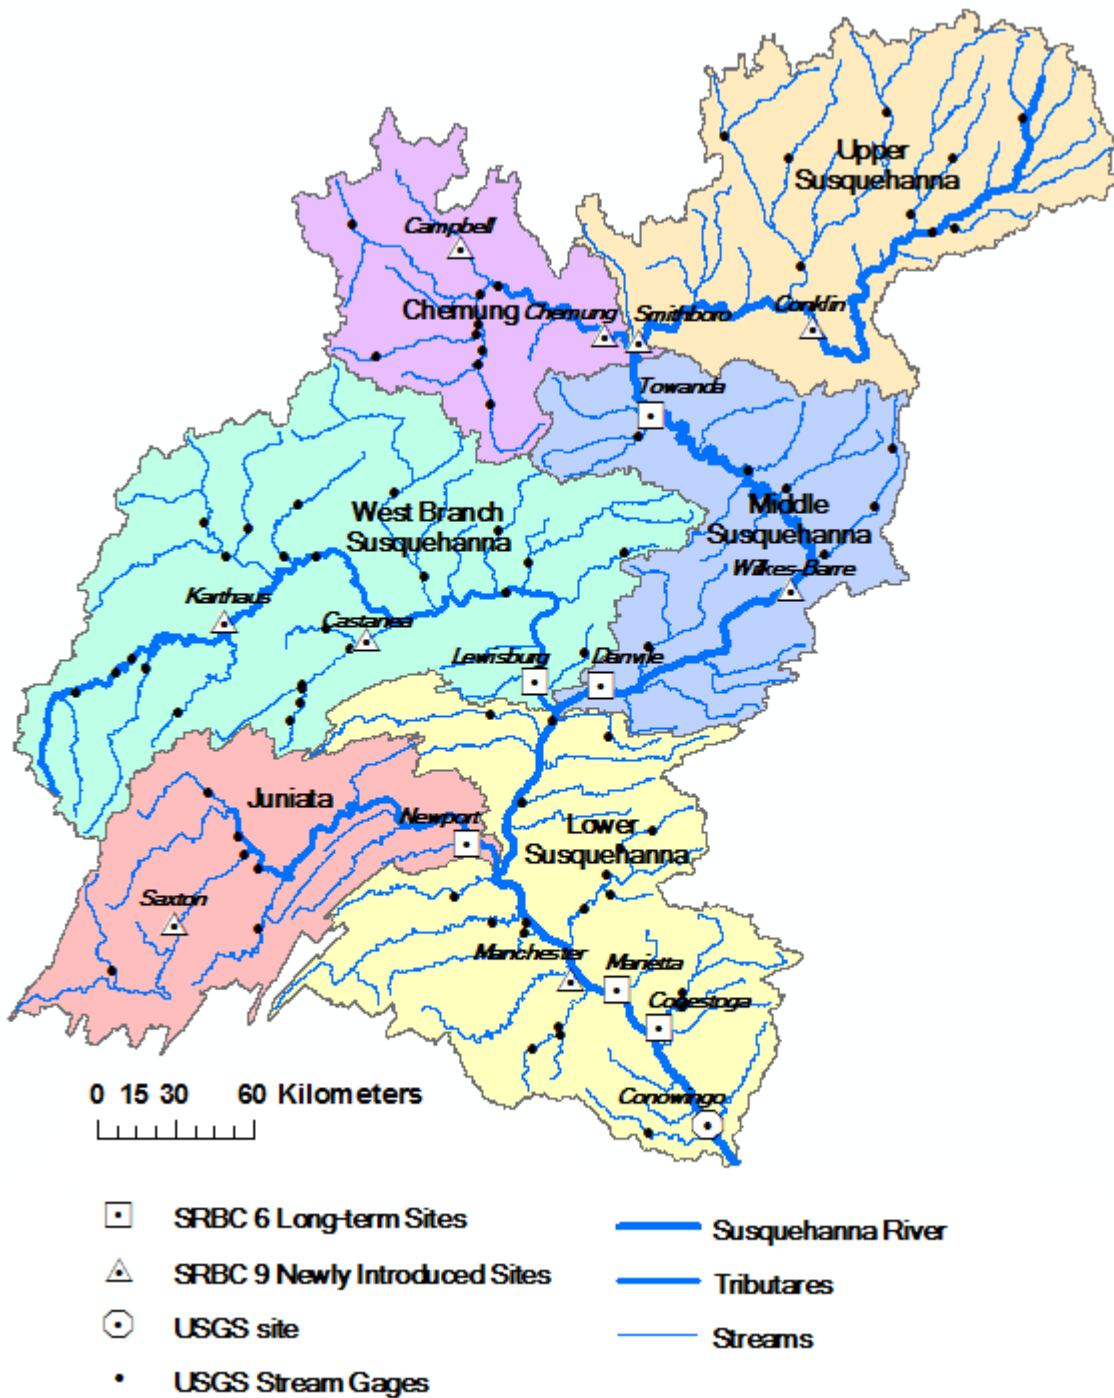 Upper
Susquehanna
Campbell
Chemung
Chemung
Smithboro
Conklin
Towanda
West Branch
Susquehanna
Middle
Susquehanna
Wilkes-Barre
Karthaus
Castanea
Lewisburg
Danville
Juniata
Newport
Lower
Susquehanna
Saxton
Manchester
Marietta
Conestoga
Conowingo
0 15 30 60 Kilometers
SRBC 6 Long-term Sites
SRBC 9 Newly Introduced Sites
USGS site
USGS Stream Gages
Susquehanna River
Tributares
Streams